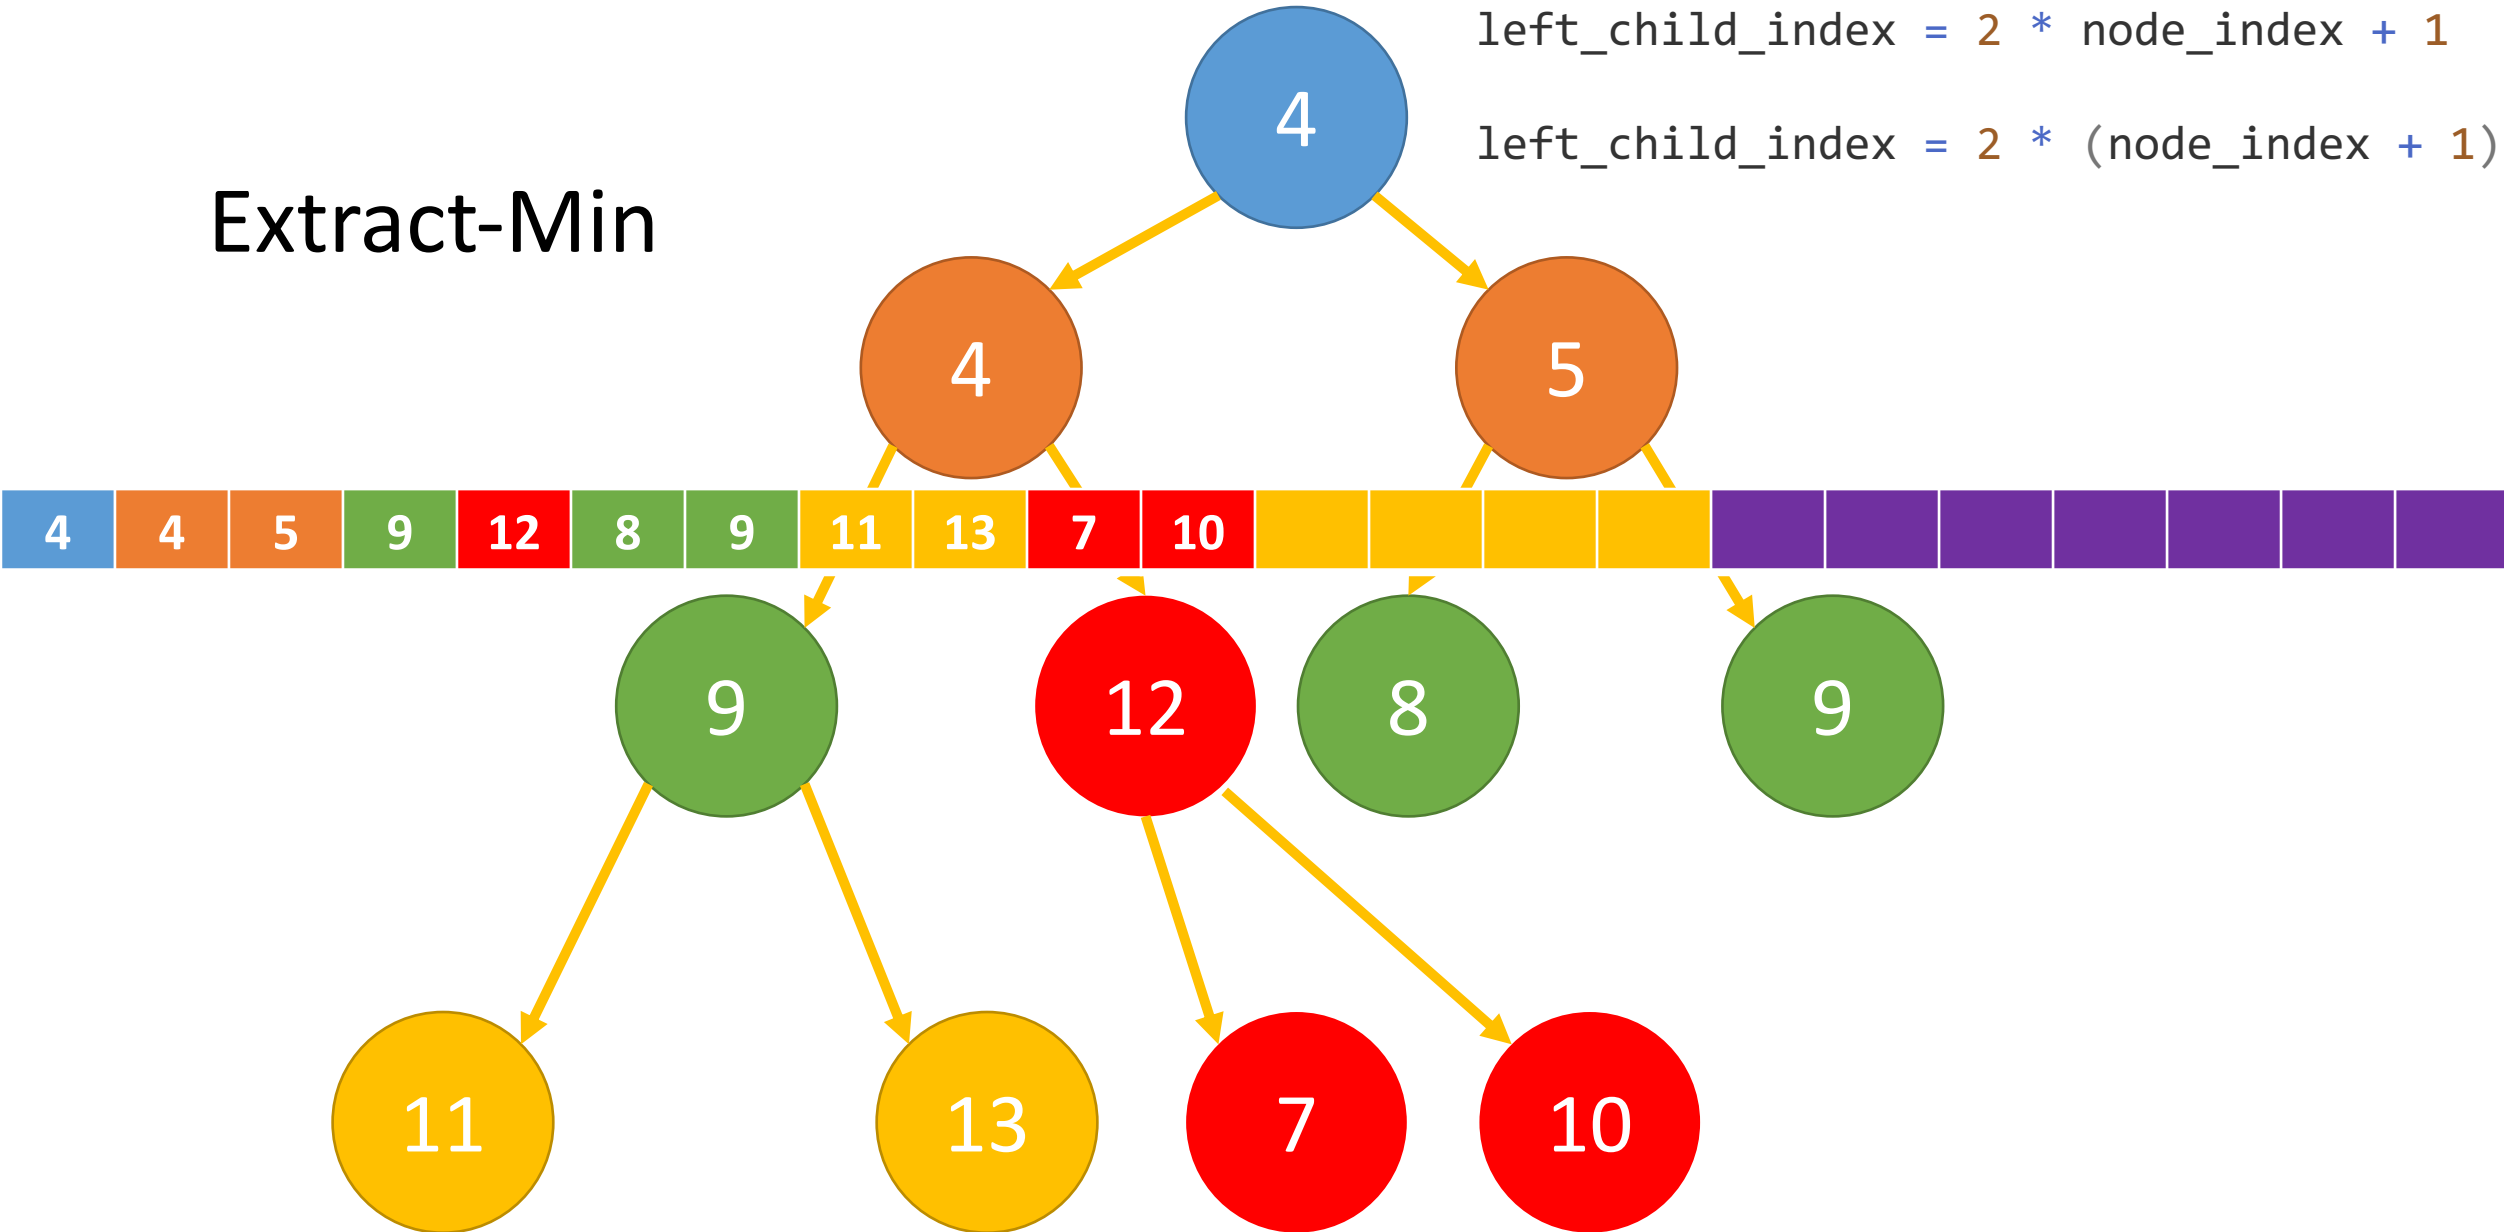 left_child_index = 2 * node_index + 1
left_child_index = 2 * (node_index + 1)
Extract-Min
4
4 5
4 4 5 9 12 8 9 11 13 7 10
9 12 8 9
11 13 7 10